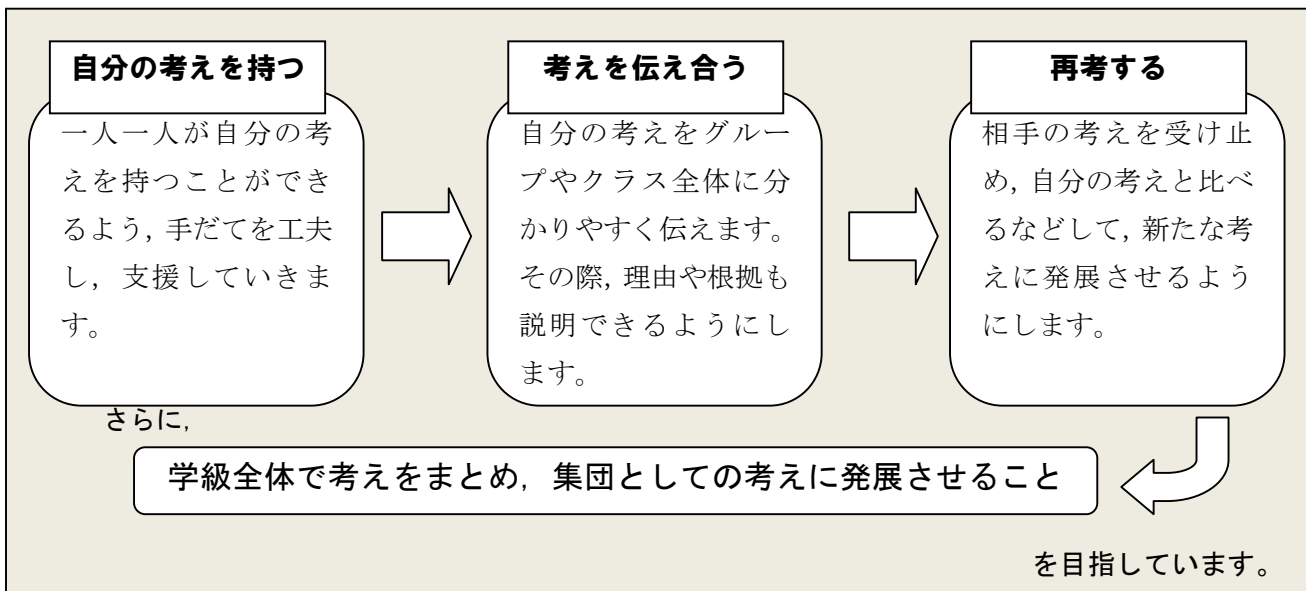 自分の考えを持つ
一人一人が自分の考
えを持つことができ
るよう，手だてを工夫
し，支援していきま
す。
考えを伝え合う
自分の考えをグルー
プやクラス全体に分
かりやすく伝えます。
その際，理由や根拠も
説明できるようにし
ます。
再考する
相手の考えを受け止
め，自分の考えと比べ
るなどして，新たな考
えに発展させるよう
にします。
さらに，
学級全体で考えをまとめ，集団としての考えに発展させること
を目指しています。